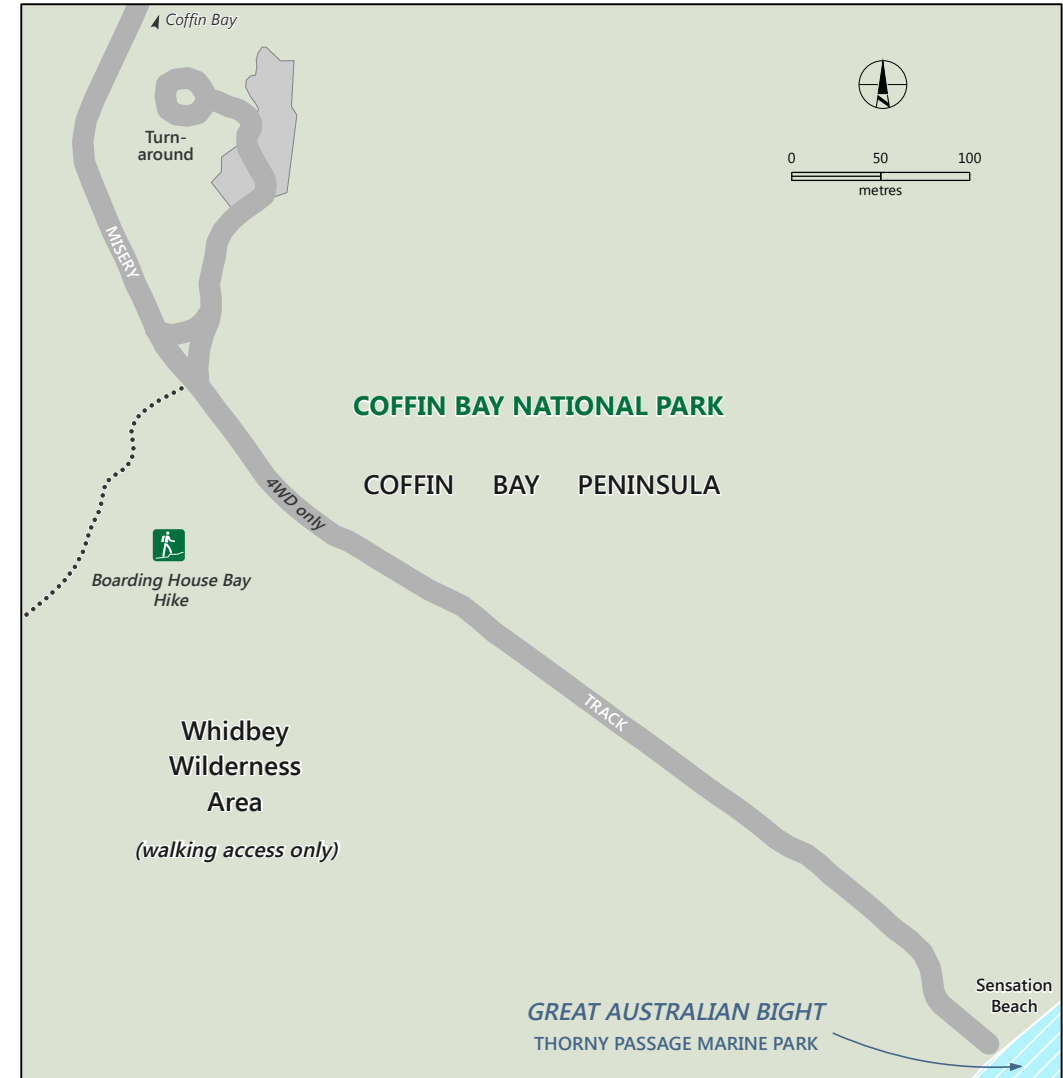 Coffin Bay
Turn-
around
0 50 100
metres
MISERY
COFFIN BAY NATIONAL PARK
COFFIN BAY PENINSULA
4WD only
Boarding House Bay
Hike
TRACK
Whidbey
Wilderness
Area
(walking access only)
Sensation
Beach
GREAT AUSTRALIAN BIGHT
THORNY PASSAGE MARINE PARK